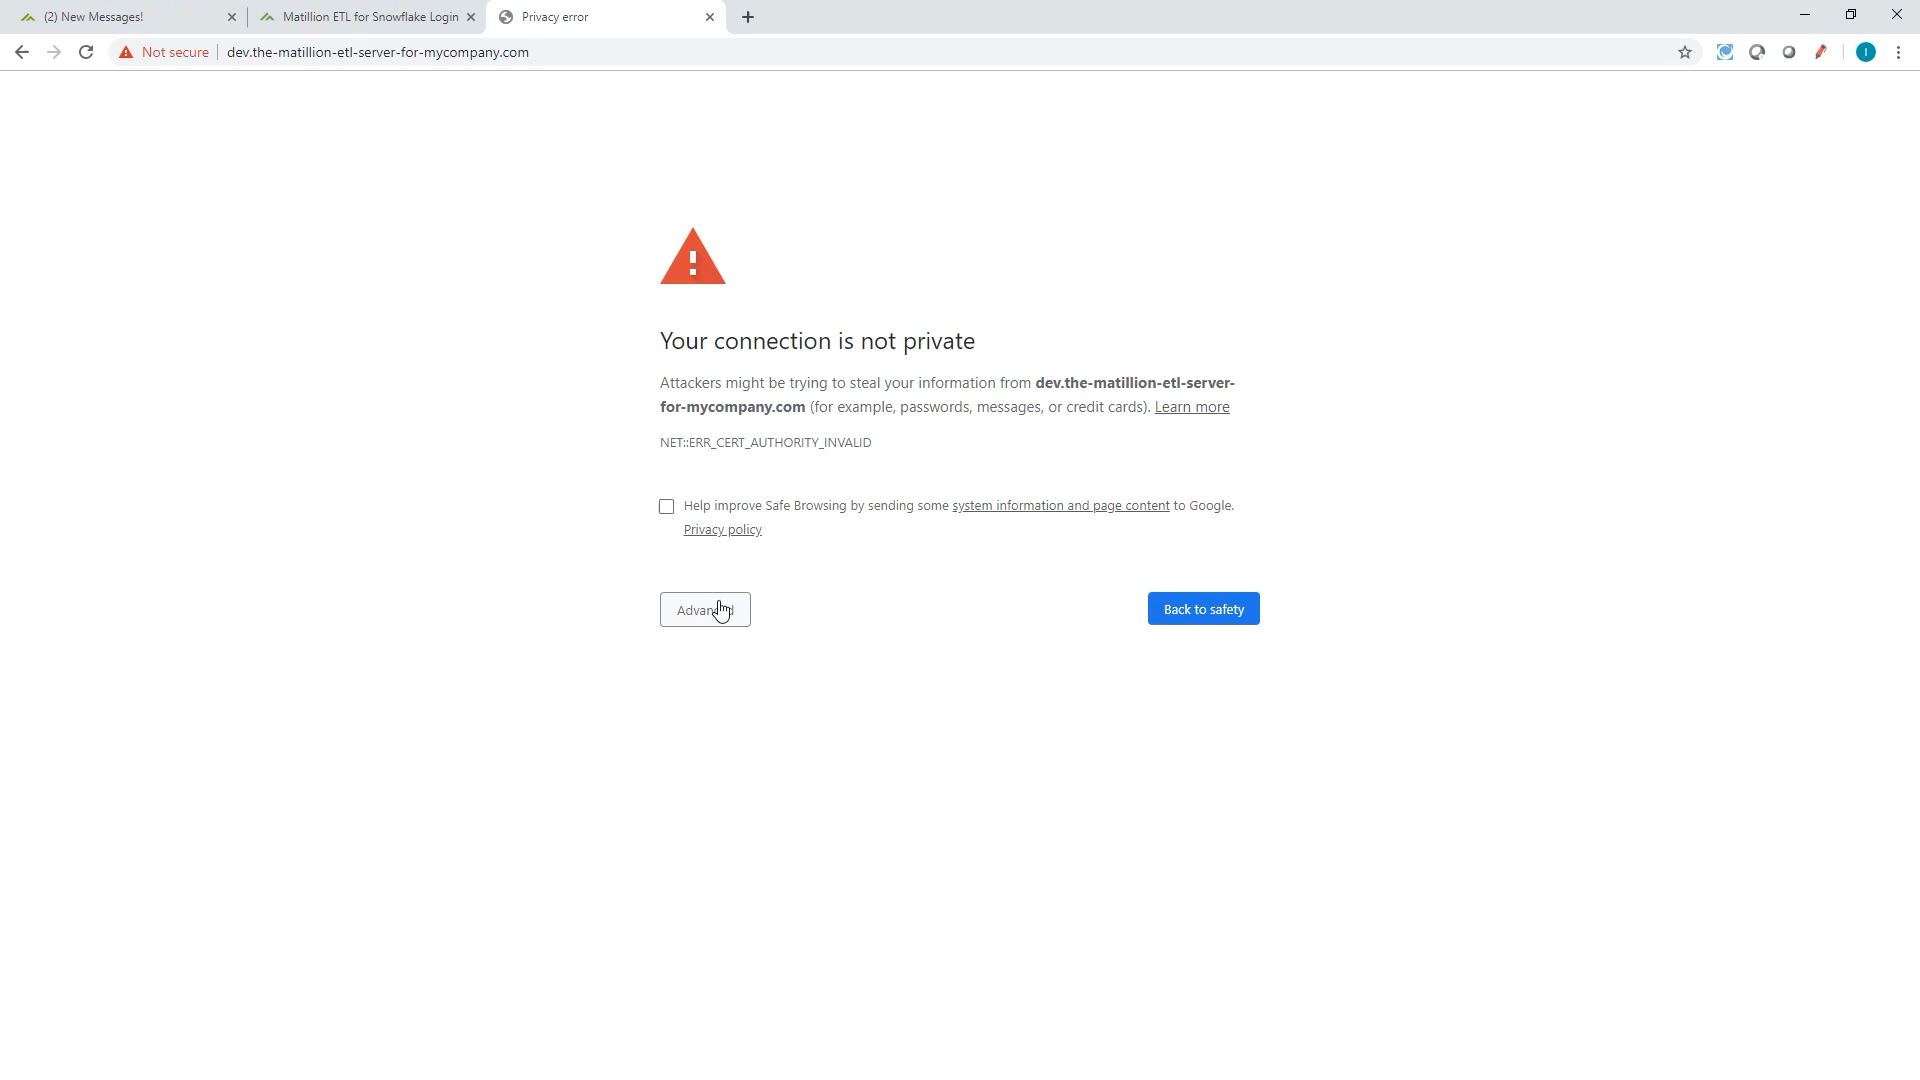 (2) New Messages!
Matillion ETL for Snowflake Login
Privacy error
Not secure
dev.the-matillion-etl-server-for-mycompany.com
I
Your connection is not private
Attackers might be trying to steal your information from dev.the-matillion-etl-server-
for-mycompany.com (for example, passwords, messages, or credit cards). Learn more
NET::ERR_CERT_AUTHORITY_INVALID
Help improve Safe Browsing by sending some system information and page content to Google.
Privacy policy
Advanced
Back to safety